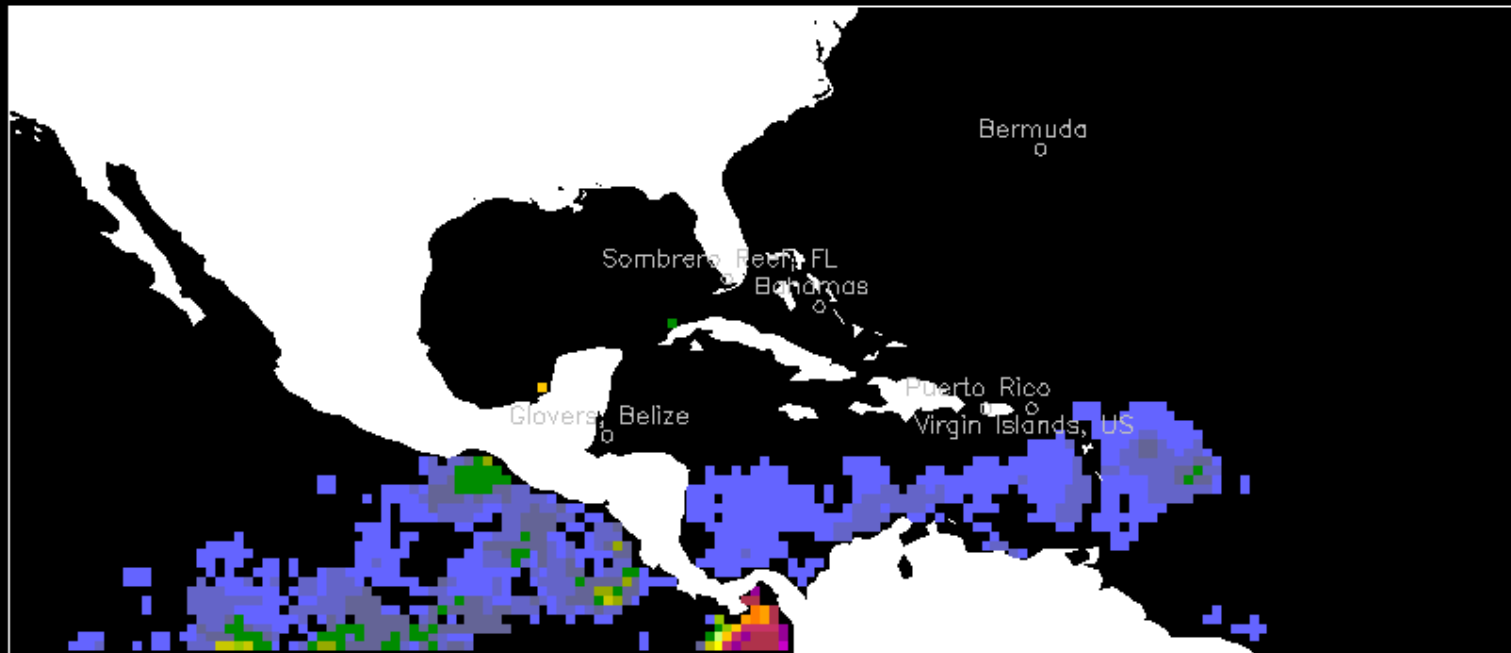 Bermuda
Sombrero Reef, FL
Bahamas
Puerto Rico
Glovers, Belize
Virgin Islands, US